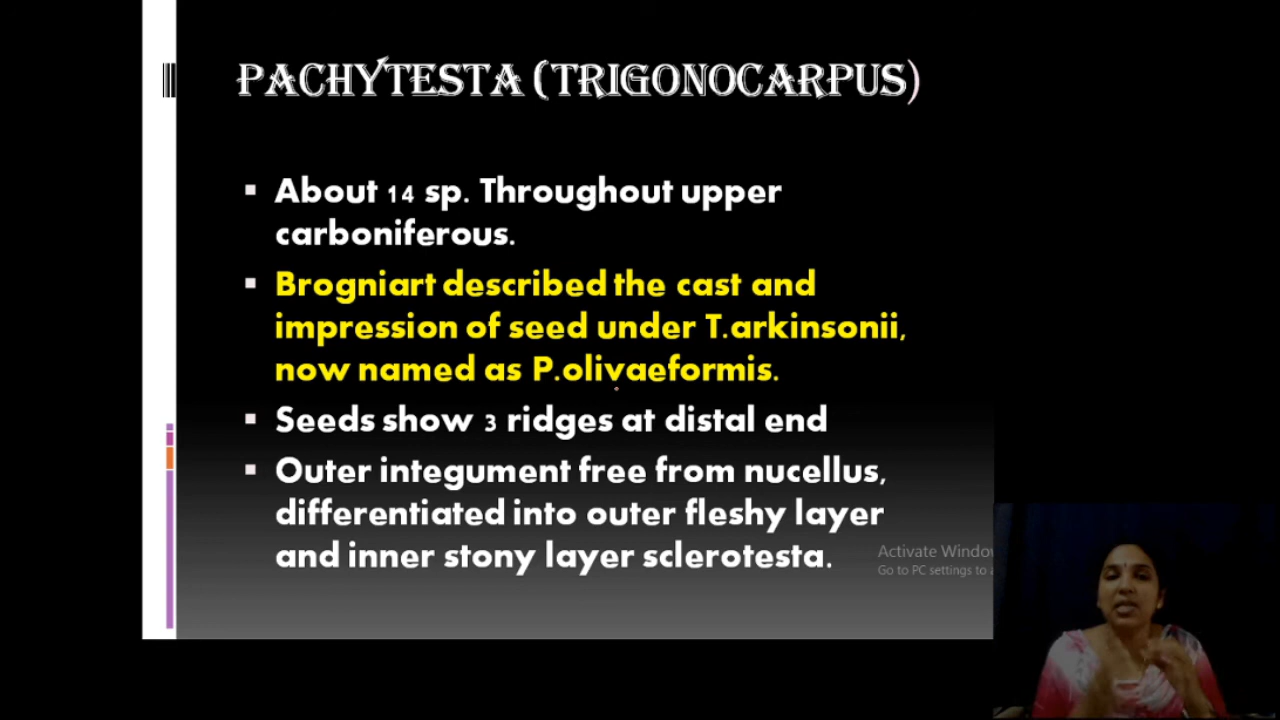 PACHYTESTA (TRIGONOCARPUS)
About 14 sp. Throughout upper
carboniferous.
Brogniart described the cast and
impression of seed under T.arkinsonii,
now named as P.olivaeformis.
Seeds show 3 ridges at distal end
Outer integument free from nucellus,
differentiated into outer fleshy layer
and inner stony layer sclerotesta.
Activate Windo
Go to PC settings to a